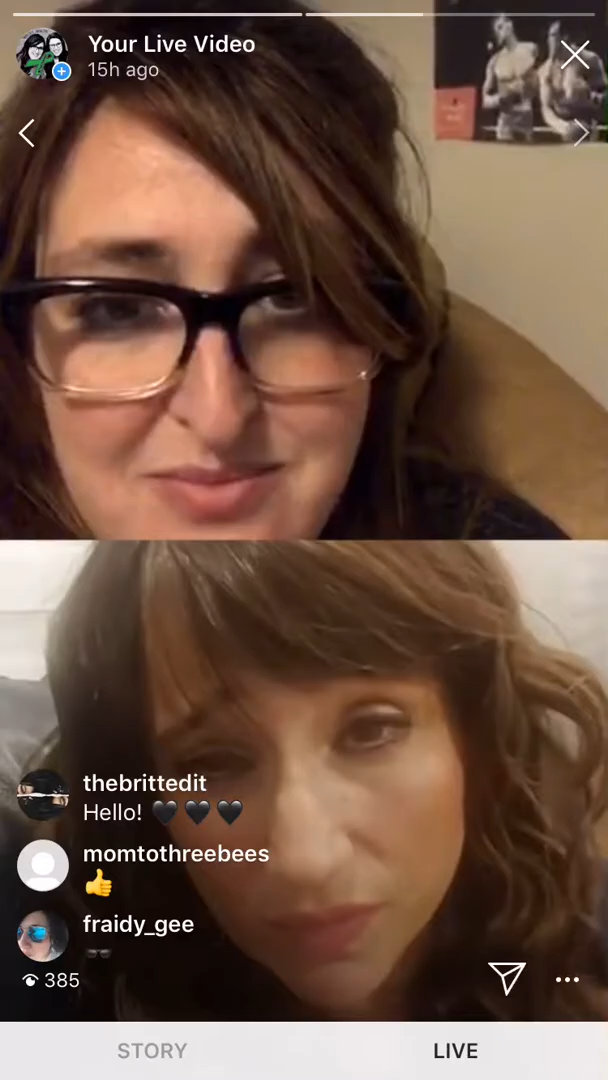 Your Live Video
15h ago
thebrittedit
Hello! 🖤 🖤 🖤
momtothreebees
👍
fraidy_gee
🕶
385
STORY
LIVE